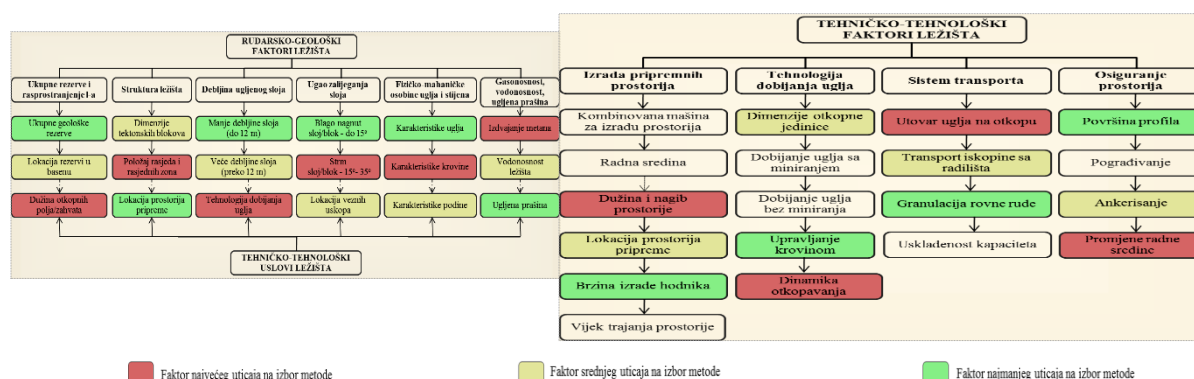 RUDARSKO-GEOLOŠKI
FAKTORI LEŽIŠTA
Ukupne rezerve i
rasprostiranjenje l-a
Struktura ležišta
Debljina ugljenog sloja
Ugao zalijeganja
sloja
Fizičko mahaničke
osobine uglja i stijena
Gasonosnost,
vodonosnost,
ugljena prašina
Ukupne geološke
rezerve
Dimenzije
tektonskih blokova
Manje debljine sloja
(do 12 m)
Blago nagnut
sloj/blok - do 15º
Karakteristike uglja
Izdvajanje metana
Lokacija rezervi u
basenu
Položaj rasjeda i
rasjednih zona
Veće debljine sloja
(preko 12 m)
Strm
sloj/blok - 15º- 35º
Karakteristike krovine
Vodonosnost
ležišta
Dužina otkopnih
polja/zahvata
Lokacija prostorija
pripreme
Tehnologija dobijanja
uglja
Lokacija veznih
uskopa
Karakteristike podine
Ugljena prašina
TEHNIČKO-TEHNOLOŠKI
USLOVI LEŽIŠTA
TEHNIČKO-TEHNOLOŠKI
FAKTORI LEŽIŠTA
Izrada pripremnih
prostorija
Tehnologija
dobijanja uglja
Sistem transporta
Osiguranje
prostorija
Kombinovana mašina
za izradu prostorija
Dimenzije otkopne
jedinice
Utovar uglja na otkopu
Površina profila
Radna sredina
Dobijanje uglja sa
miniranjem
Transport iskopine sa
radilišta
Pograđivanje
Dužina i nagib
prostorije
Dobijanje uglja
bez miniranja
Granulacija rovne rude
Ankerisanje
Lokacija prostorija
pripreme
Upravljanje
krovinom
Usklađenost kapaciteta
Promjene radne
sredine
Brzina izrade hodnika
Dinamika
otkopavanja
Vijek trajanja prostorije
Faktor najvećeg uticaja na izbor metode
Faktor srednjeg uticaja na izbor metode
Faktor najmanjeg uticaja na izbor metode